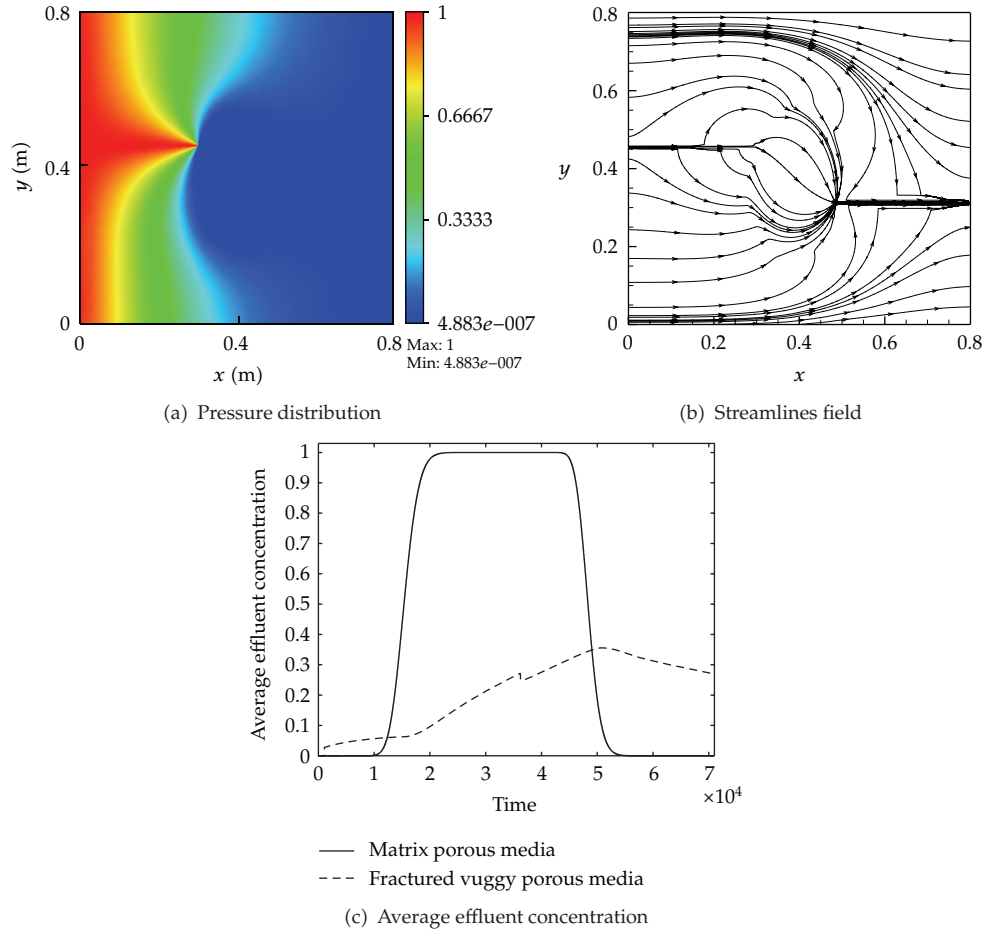 0.8
0.4
0
y (m)
0
0.4
0.8
x (m)
1
0.6667
0.3333
4.883e−007
Max: 1
Min: 4.883e−007
(a) Pressure distribution
0.8
0.6
0.4
0.2
0
y
0
0.2
0.4
0.6
0.8
x
(b) Streamlines field
1
0.9
0.8
0.7
0.6
0.5
0.4
0.3
0.2
0.1
0
Average effluent concentration
0
1
2
3
4
5
6
7
×10⁴
Time
Matrix porous media
Fractured vuggy porous media
(c) Average effluent concentration